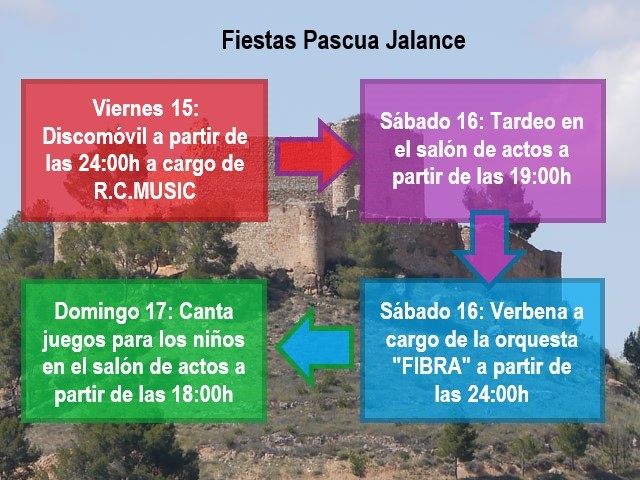 Fiestas Pascua Jalance
Viernes 15:
Discomóvil a partir de
las 24:00h a cargo de
R.C.MUSIC
Sábado 16: Tardeo en
el salón de actos a
partir de las 19:00h
Sábado 16: Verbena a
cargo de la orquesta
"FIBRA" a partir de
las 24:00h
Domingo 17: Canta
juegos para los niños
en el salón de actos a
partir de las 18:00h